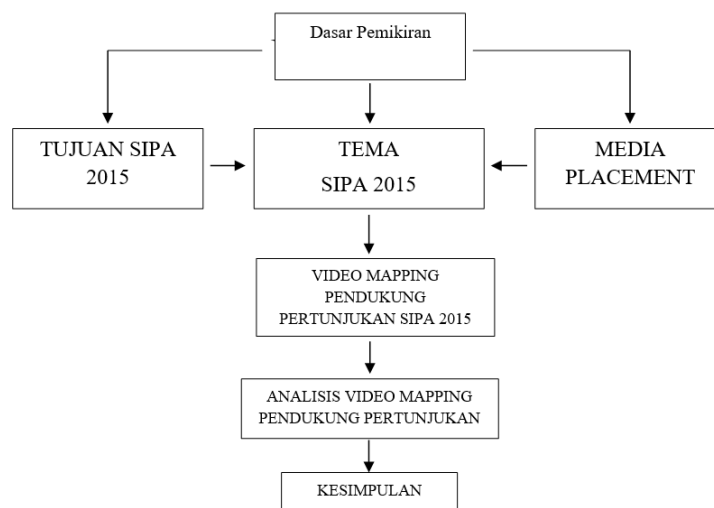 Dasar Pemikiran
TUJUAN SIPA
2015
TEMA
SIPA 2015
MEDIA
PLACEMENT
VIDEO MAPPING
PENDUKUNG
PERTUNJUKAN SIPA 2015
ANALISIS VIDEO MAPPING
PENDUKUNG PERTUNJUKAN
KESIMPULAN